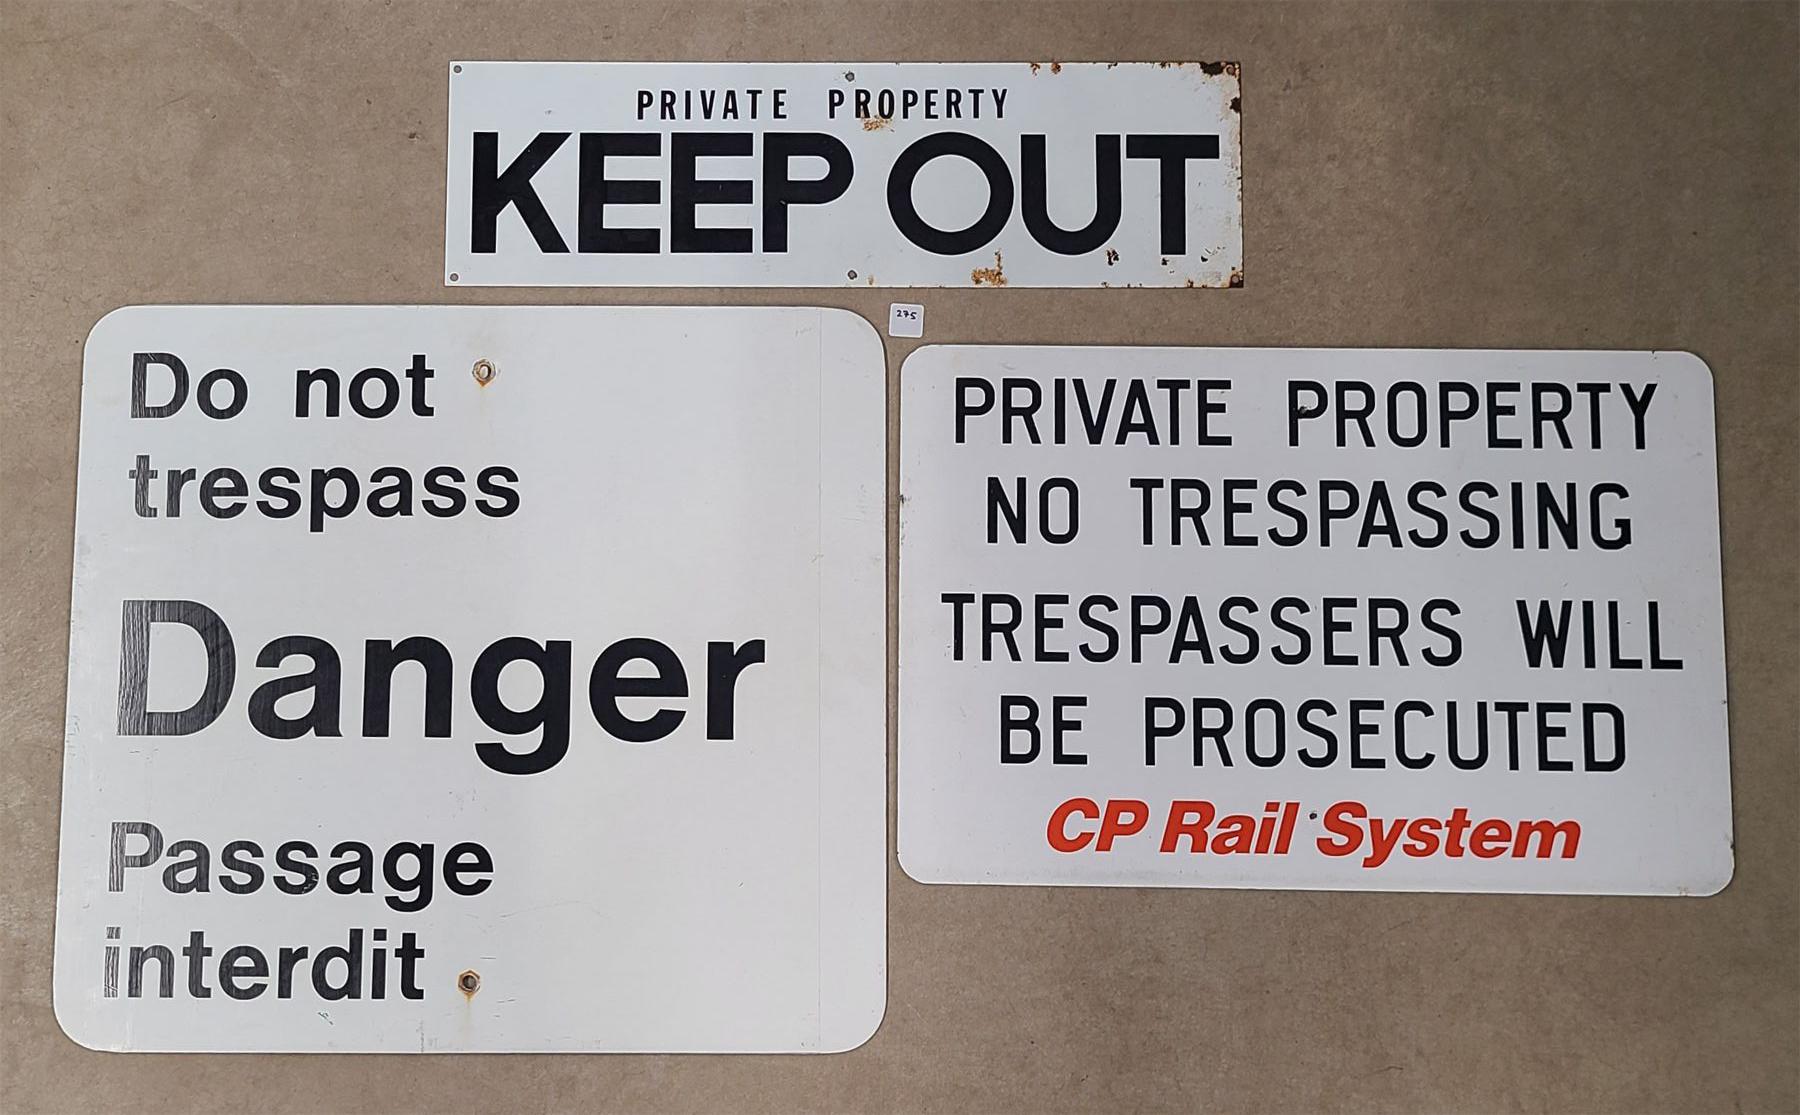 PRIVATE PROPERTY
KEEP OUT
275
Do not
trespass
Danger
Passage
interdit
PRIVATE PROPERTY
NO TRESPASSING
TRESPASSERS WILL
BE PROSECUTED
CP Rail System